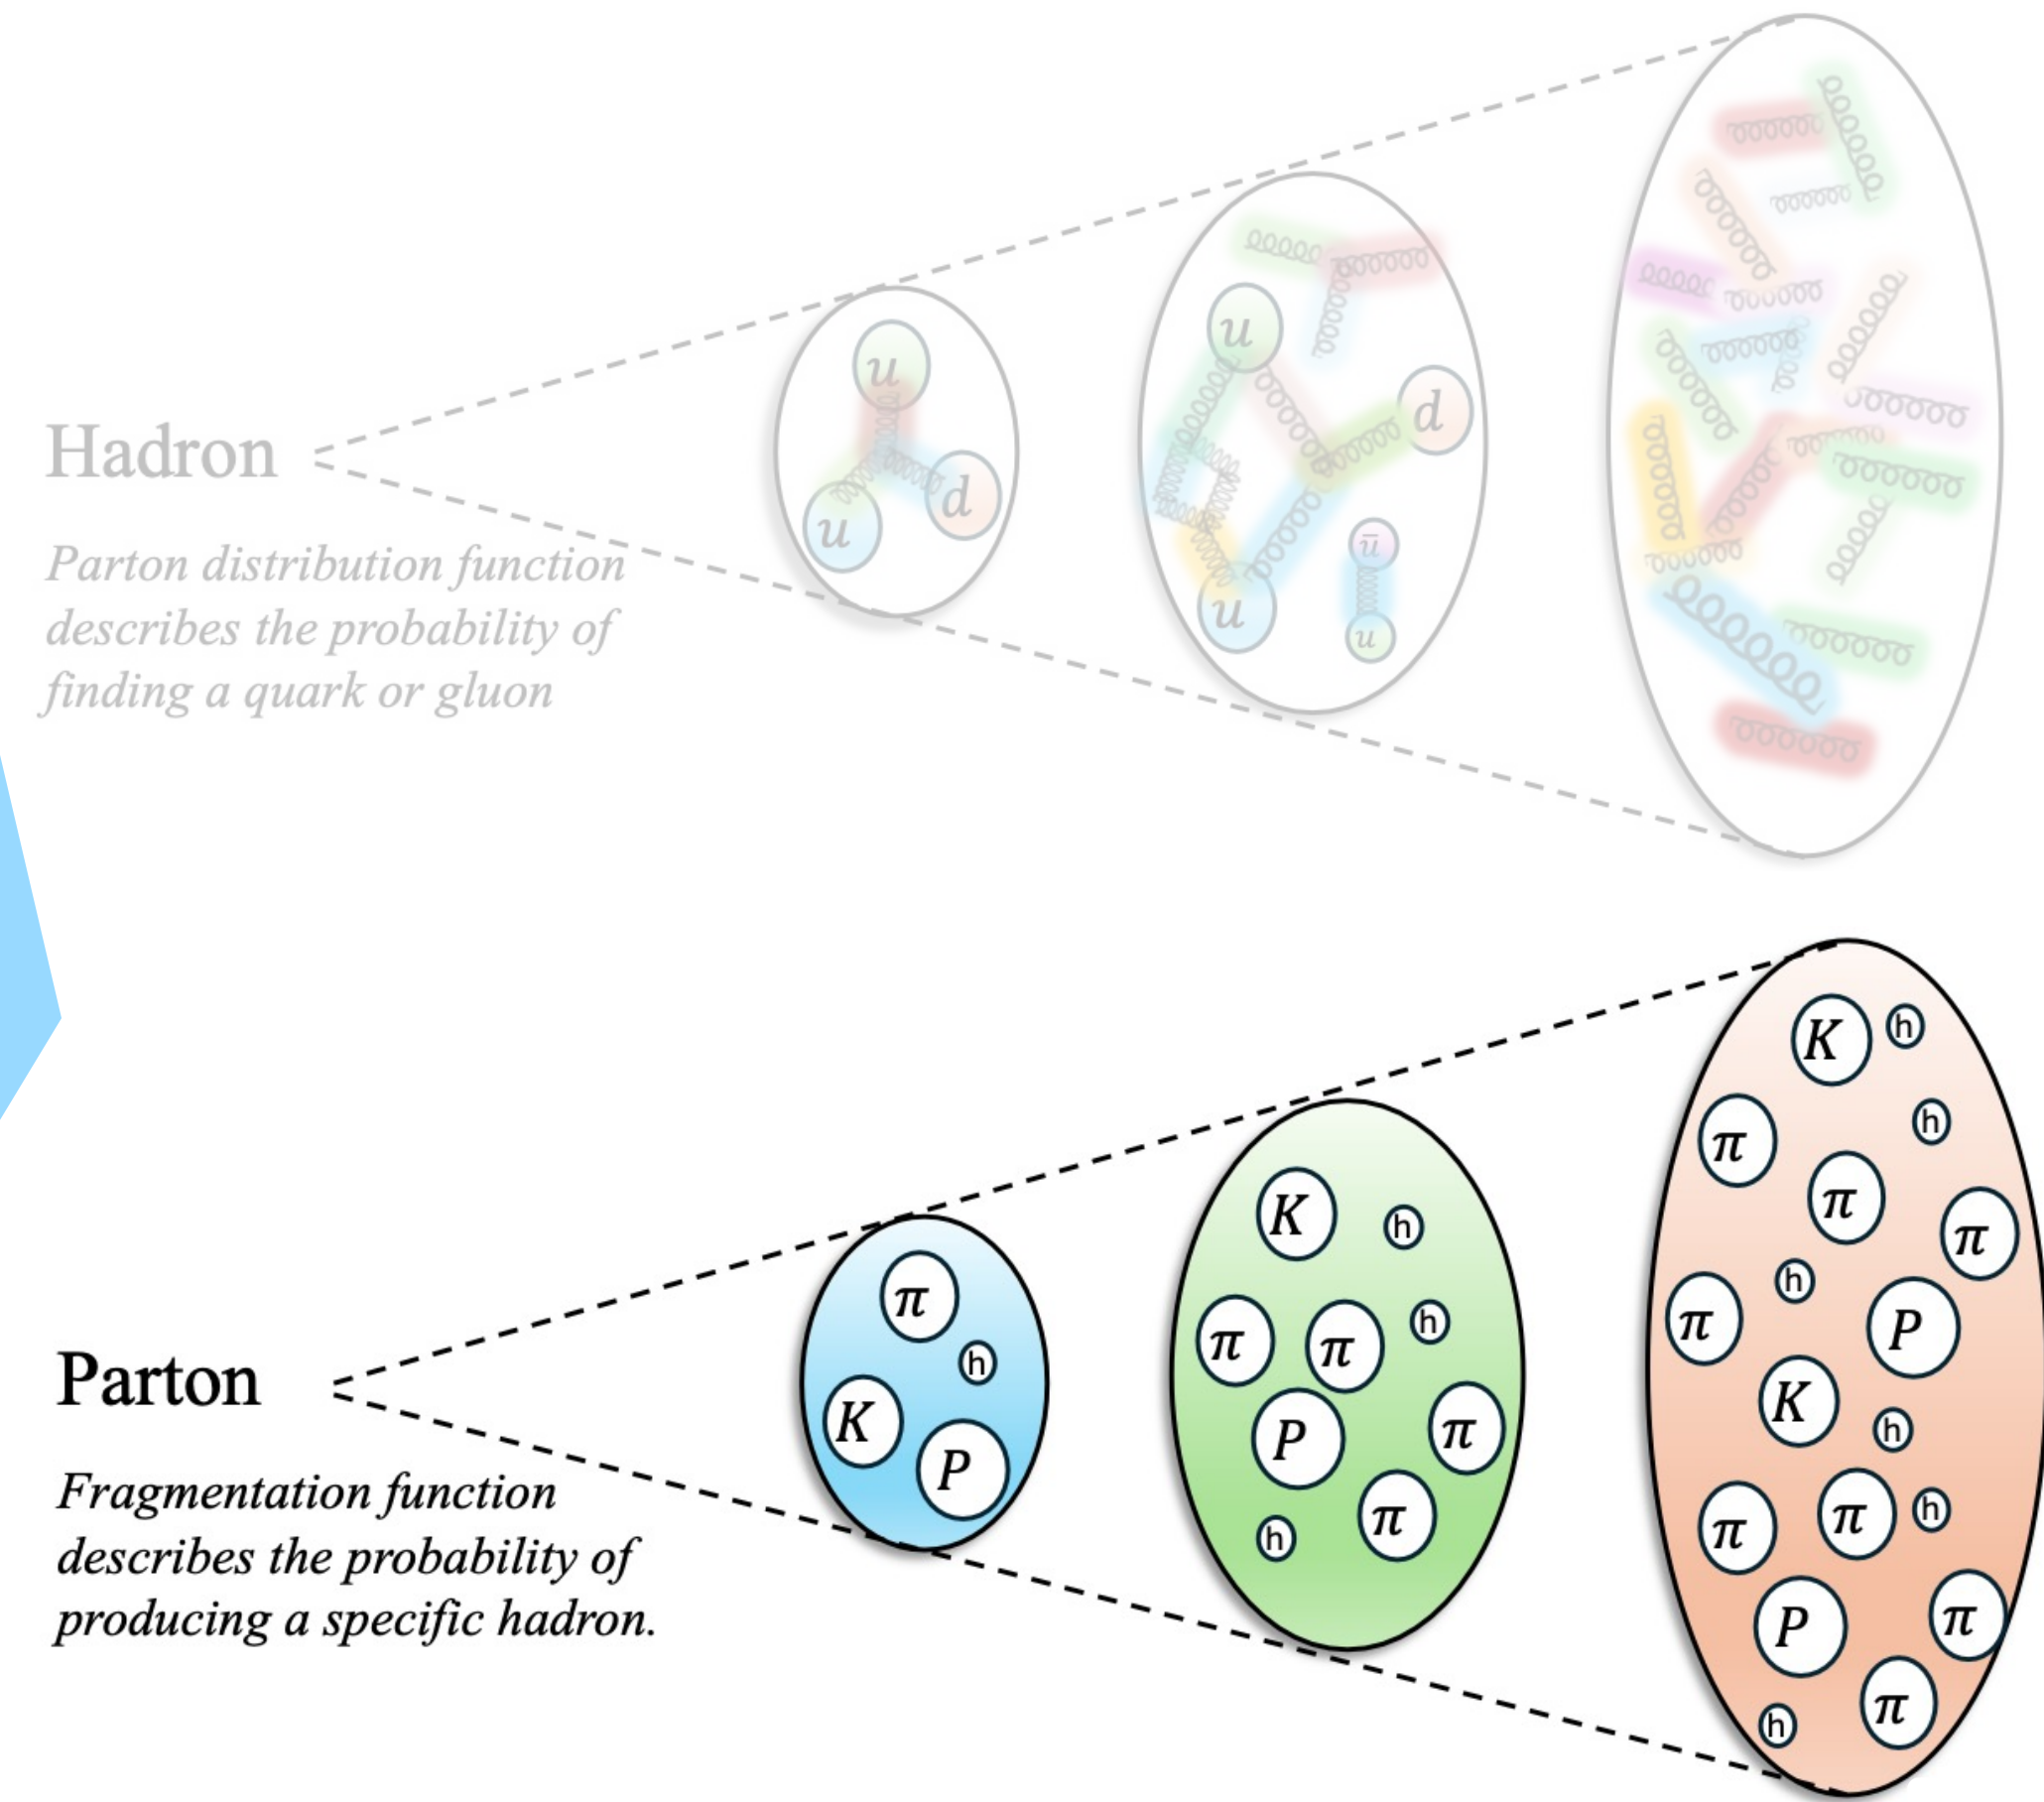 Hadron
Parton distribution function
describes the probability of
finding a quark or gluon
u
u
d
u
d
u
ū
u
Parton
Fragmentation function
describes the probability of
producing a specific hadron.
π
h
K
P
K
h
π
π
h
P
π
h
π
K
h
π
h
π
π
π
h
P
K
h
π
π
h
P
π
h
π